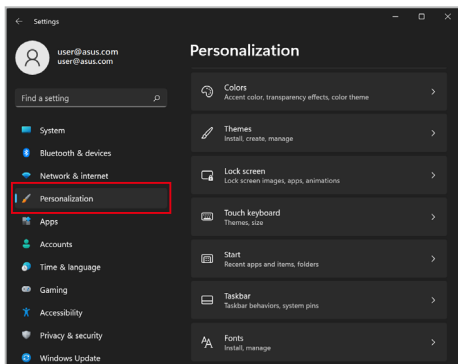 Settings
user@asus.com
user@asus.com
Find a setting
System
Bluetooth & devices
Network & internet
Personalization
Apps
Accounts
Time & language
Gaming
Accessibility
Privacy & security
Windows Update
Personalization
Colors
Accent color, transparency effects, color theme
Themes
Install, create, manage
Lock screen
Lock screen images, apps, animations
Touch keyboard
Themes, size
Start
Recent apps and items, folders
Taskbar
Taskbar behaviors, system pins
Fonts
Install, manage